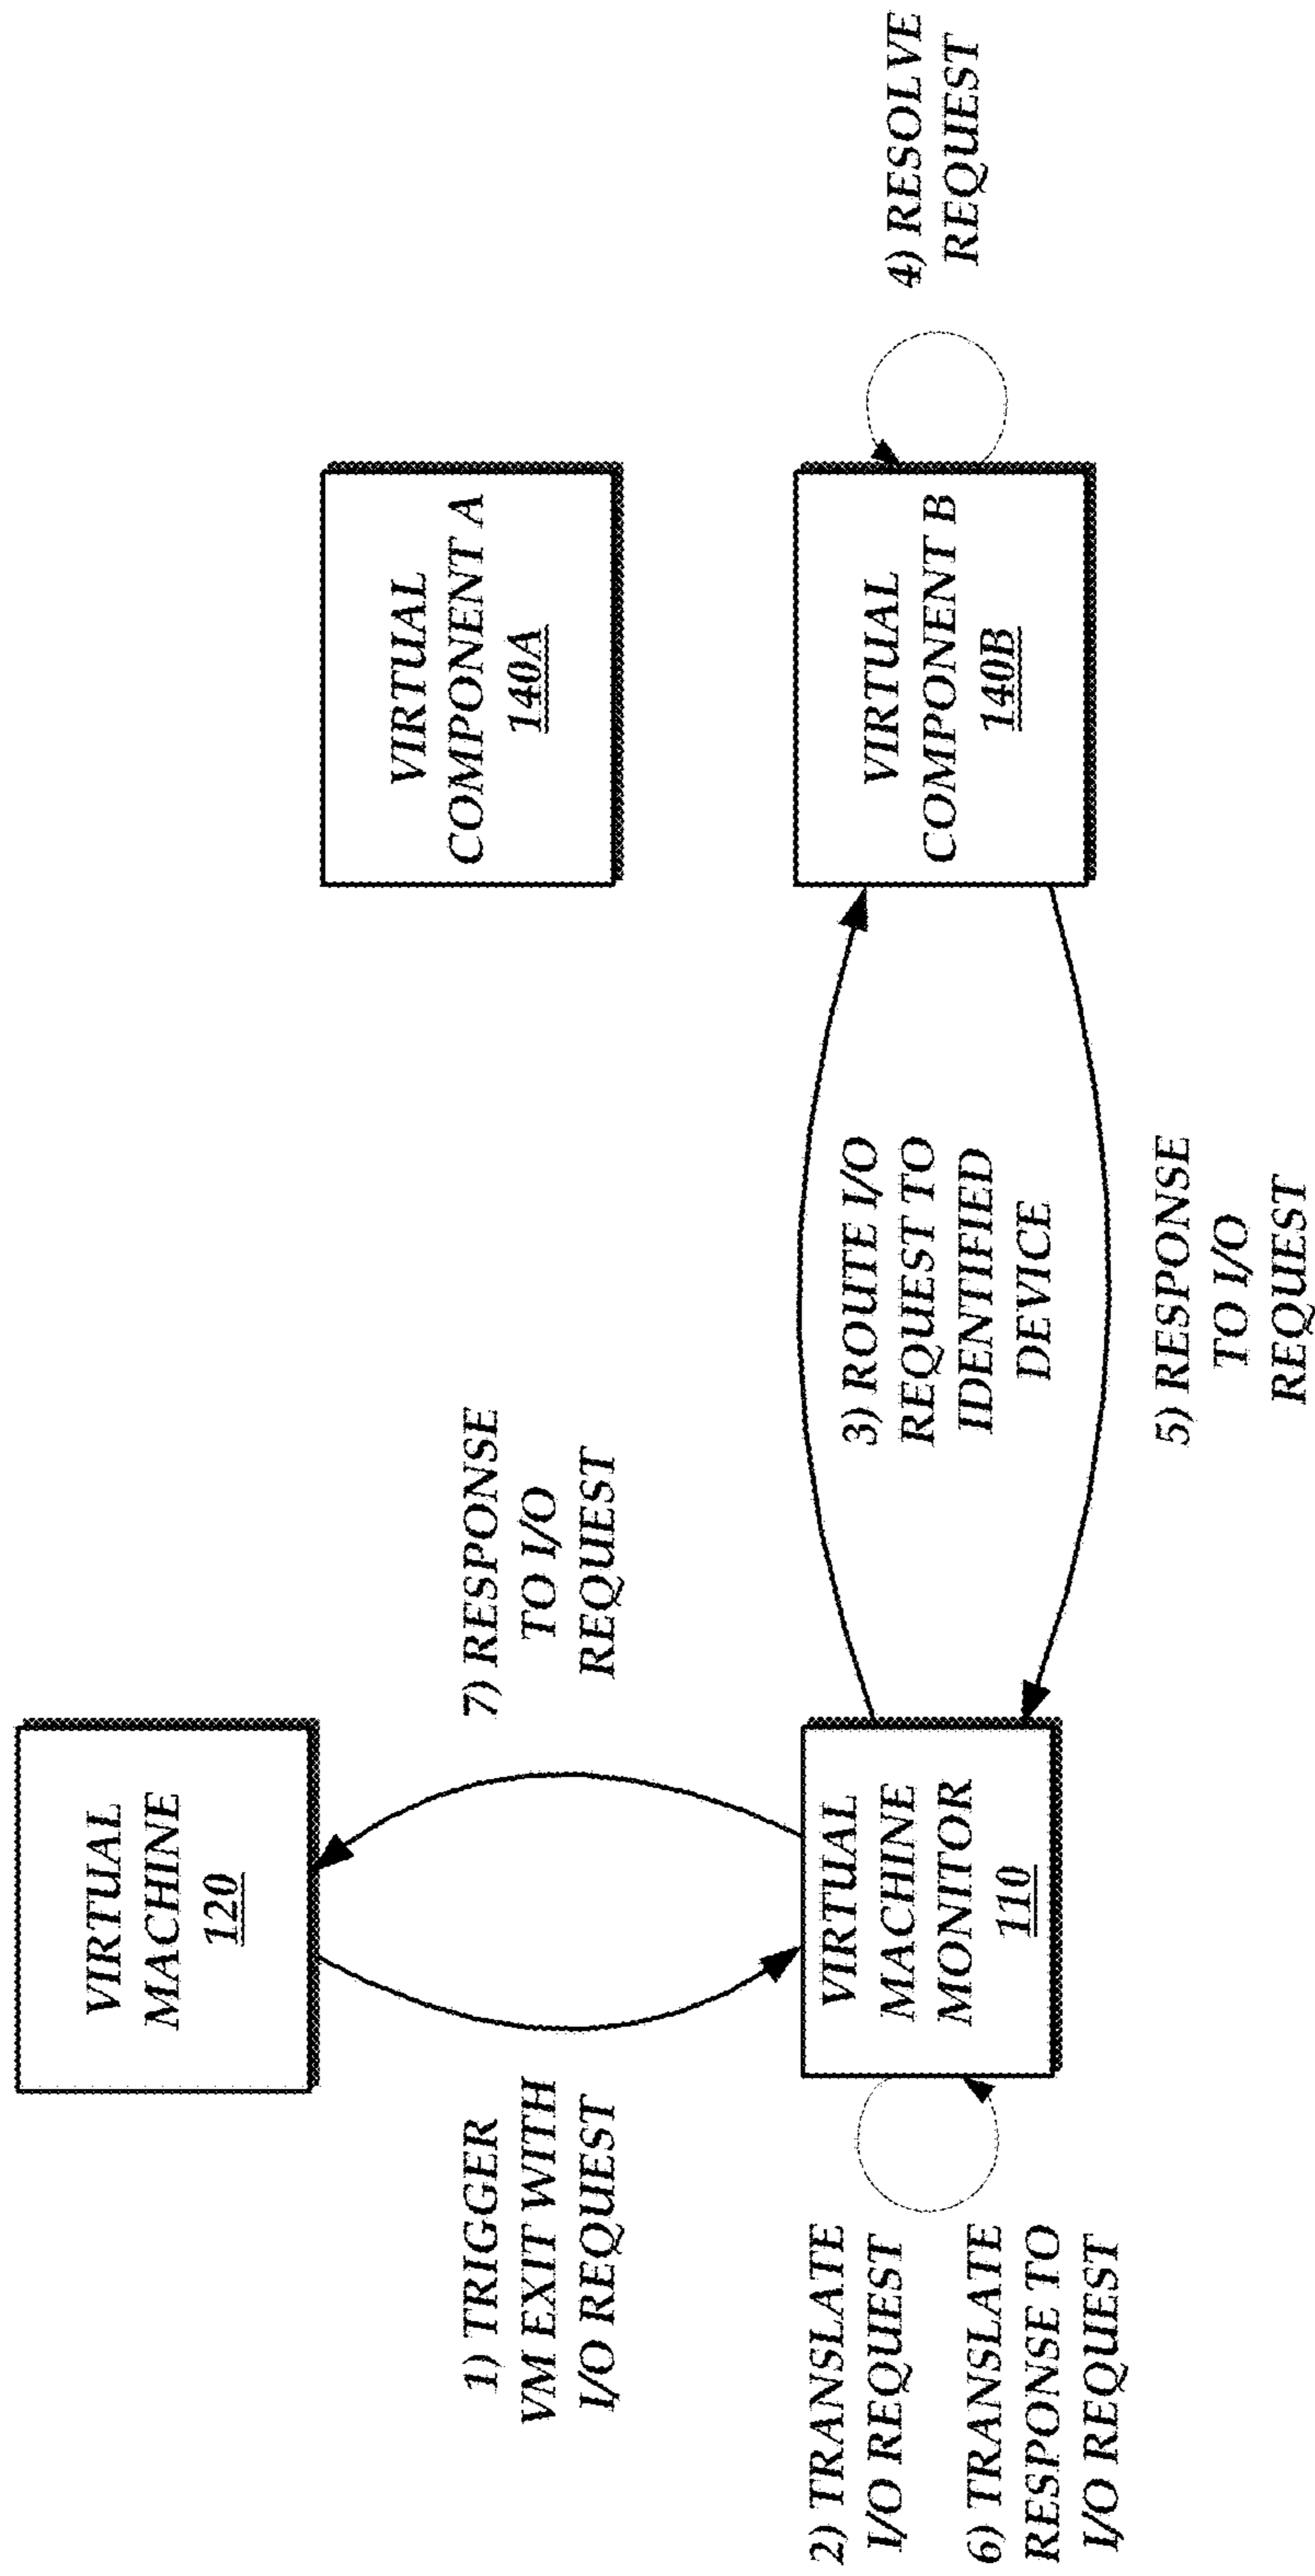 VIRTUAL
MACHINE
120
1) TRIGGER
VM EXIT WITH
I/O REQUEST
7) RESPONSE
TO I/O
REQUEST
VIRTUAL
COMPONENT A
140A
2) TRANSLATE
I/O REQUEST
6) TRANSLATE
RESPONSE TO
I/O REQUEST
VIRTUAL
MACHINE
MONITOR
110
3) ROUTE I/O
REQUEST TO
IDENTIFIED
DEVICE
5) RESPONSE
TO I/O
REQUEST
VIRTUAL
COMPONENT B
140B
4) RESOLVE
REQUEST